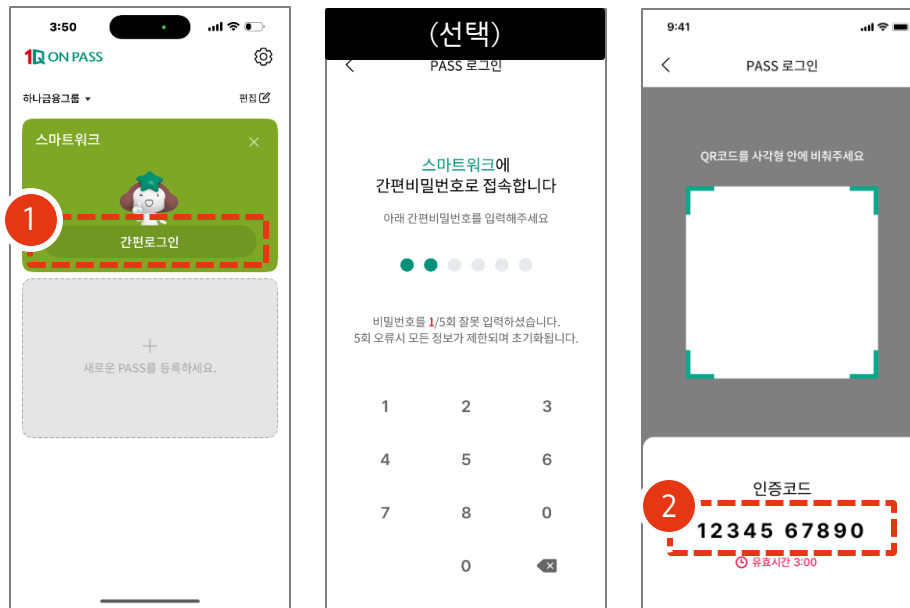 3:50
1Q ON PASS
하나금융그룹
편집
스마트워크
1
간편로그인
새로운 PASS를 등록하세요.
(선택)
PASS 로그인
스마트워크에
간편비밀번호로 접속합니다
아래 간편비밀번호를 입력해주세요
비밀번호를 1/5회 잘못 입력하셨습니다.
5회 오류시 모든 정보가 제한되며 초기화됩니다.
1 2 3
4 5 6
7 8 0
0
9:41
PASS 로그인
QR코드를 사각형 안에 비춰주세요
인증코드
2
12345 67890
유효시간 3:00